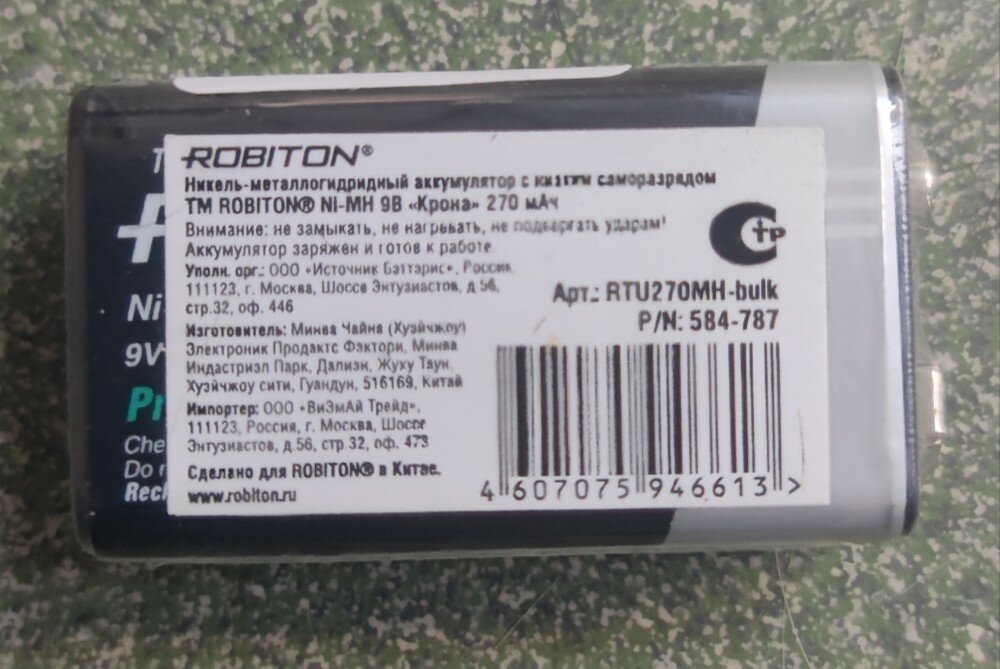 ROBITON®
Никель-металлогидридный аккумулятор с низким саморазрядом
ТМ ROBITON® NI-MH 9В «Крона» 270 мАч
Внимание: не замыкать, не нагревать, не подвергать ударам!
Аккумулятор заряжен и готов к работе.
Уполн. орг.: ООО «Источник Бэттэрис», Россия,
111123, г. Москва, Шоссе Энтузиастов, д.56,
стр.32, оф. 446
Изготовитель: Минва Чайна (Хуэйчжоу)
Электроник Продактс Фэктори, Минва
Индастриэл Парк, Далиэн, Жуху Таун,
Хуэйчжоу сити, Гуандун, 516169, Китай
Импортер: ООО «ВиЭмАй Трейд»,
111123, Россия, г. Москва, Шоссе
Энтузиастов, д.56, стр.32, оф. 473
Сделано для ROBITON® в Китае.
www.robiton.ru
СТР
Арт.: RTU270MH-bulk
P/N: 584-787
4 607075 946613 >
Ni-
9V
Pr
Che
Do
Rech